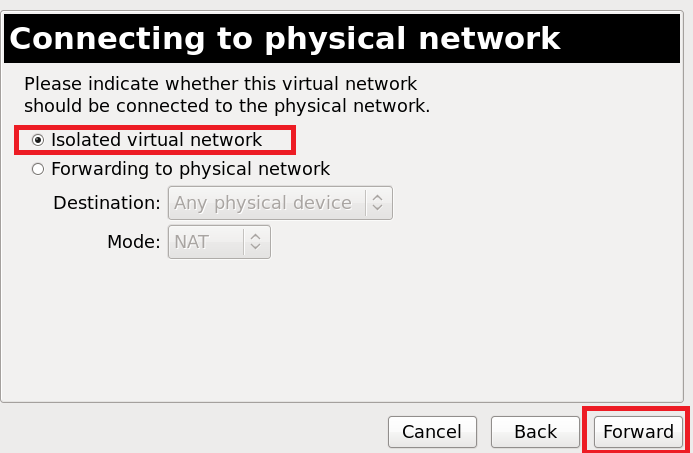 Connecting to physical network
Please indicate whether this virtual network
should be connected to the physical network.
Isolated virtual network
Forwarding to physical network
Destination: Any physical device
Mode: NAT
Cancel Back Forward